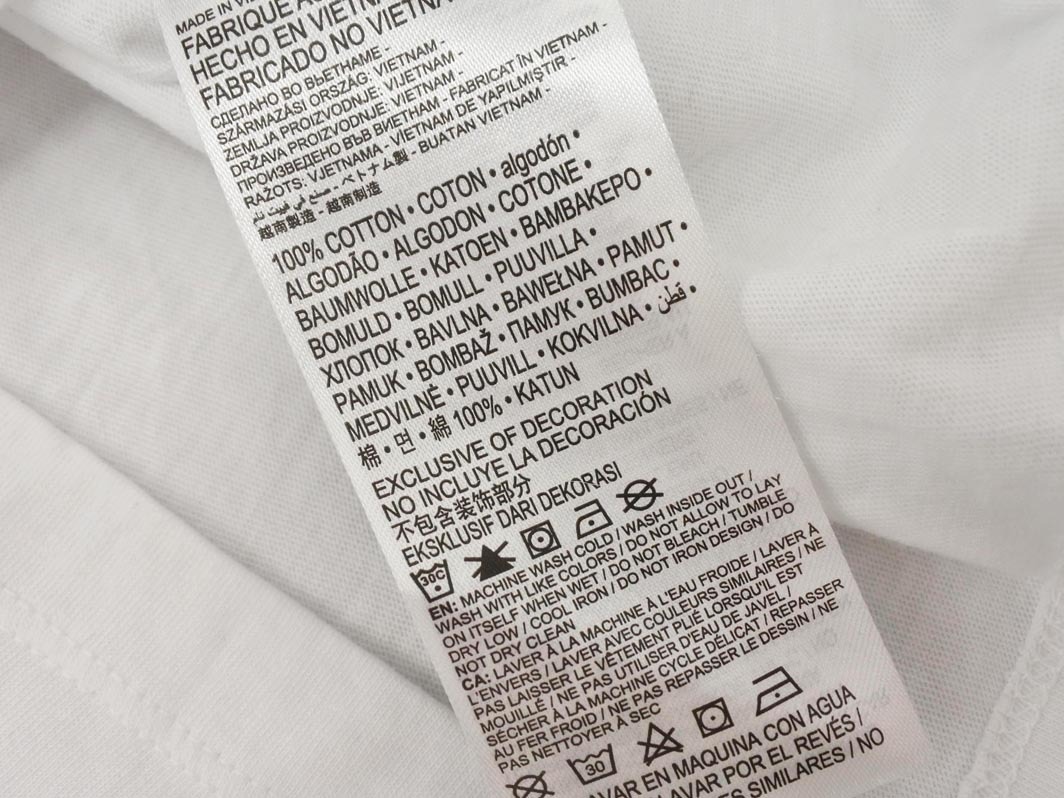 MADE IN
FABRIQUE
HECHO EN VIETNA
FABRICADO NO VIETNA
СДЕЛАНО ВО ВЬЕТНАМЕ -
SZÁRMAZÁSI ORSZÁG: VIETNAM -
ZEMLJA PROIZVODNJE: VIJETNAM -
DRŽAVA PROIZVODNJE: VIETNAM -
ПРОИЗВЕДЕНО ВЪВ ВИЕТНАМ - FABRICAT ÎN VIETNAM -
RAŽOTS: VJETNAMA - VIETNAM DE YAPILMIŞTIR -
ベトナム製 - BUATAN VIETNAM -
越南製造 - 越南制造
100% COTTON • COTON • algodón •
ALGODÃO • ALGODON • COTONE •
BAUMWOLLE • KATOEN • ΒΑΜΒΑΚΕΡΟ •
BOMULD • BOMULL • PUUVILLA •
ХЛОПОК • BAVLNA • BAWEŁNA • PAMUT •
PAMUK • BOMBAŽ • ПАМУК • BUMBAC •
MEDVILNĖ • PUUVILL • KOKVILNA • قطن •
棉 • 면 • 綿 100% • KATUN
EXCLUSIVE OF DECORATION
NO INCLUYE LA DECORACIÓN
不包含装饰部分
EKSKLUSIF DARI DEKORASI
30C
EN: MACHINE WASH COLD / WASH INSIDE OUT /
WASH WITH LIKE COLORS / DO NOT ALLOW TO LAY
ON ITSELF WHEN WET / DO NOT BLEACH / TUMBLE
DRY LOW / COOL IRON / DO NOT IRON DESIGN / DO
NOT DRY CLEAN
CA: LAVER À LA MACHINE À L'EAU FROIDE / LAVER À
L'ENVERS / LAVER AVEC COULEURS SIMILAIRES / NE
PAS LAISSER LE VÊTEMENT PLIÉ LORSQU'IL EST
MOUILLÉ / NE PAS UTILISER D'EAU DE JAVEL /
SÉCHER À LA MACHINE CYCLE DÉLICAT / REPASSER
AU FER FROID / NE PAS REPASSER LE DESSIN / NE
PAS NETTOYER À SEC
30
AVAR EN MAQUINA CON AGUA
AVAR POR EL REVÉS /
S SIMILARES / NO